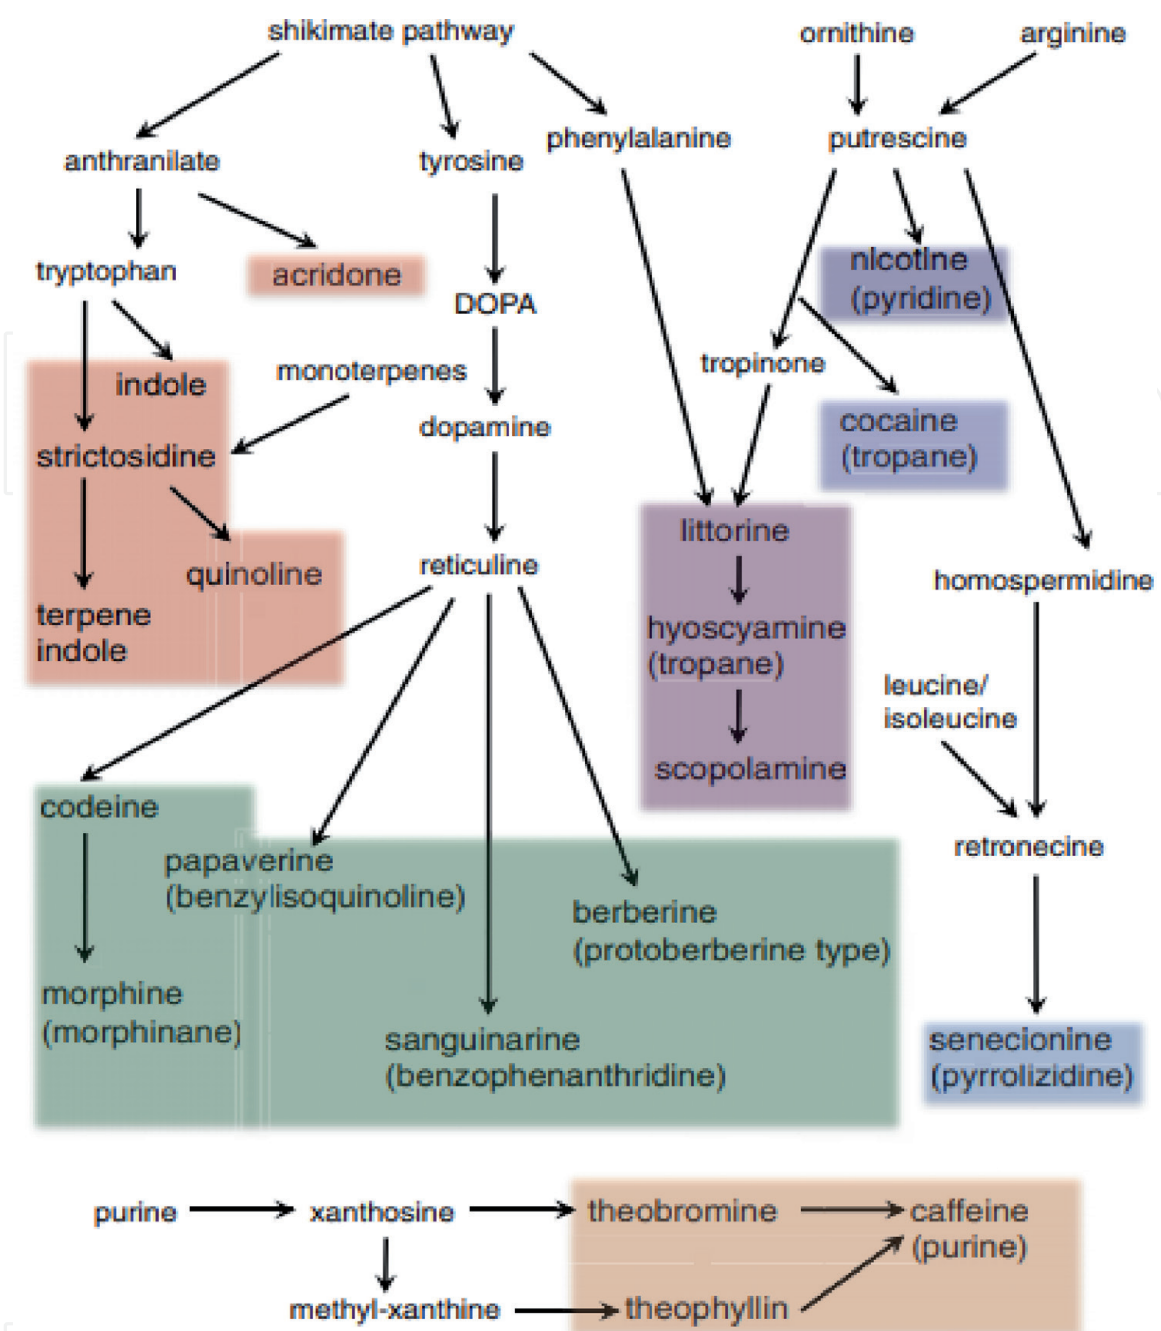 shikimate pathway
ornithine
arginine
anthranilate
tyrosine
phenylalanine
putrescine
tryptophan
acridone
DOPA
nicotine
(pyridine)
indole
monoterpenes
dopamine
tropinone
cocaine
(tropane)
strictosidine
quinoline
reticuline
littorine
homospermidine
terpene
indole
hyoscyamine
(tropane)
leucine/
isoleucine
scopolamine
codeine
papaverine
(benzylisoquinoline)
berberine
(protoberberine type)
retronecine
morphine
(morphinane)
sanguinarine
(benzophenanthridine)
senecionine
(pyrrolizidine)
purine
xanthosine
theobromine
caffeine
(purine)
methyl-xanthine
theophyllin